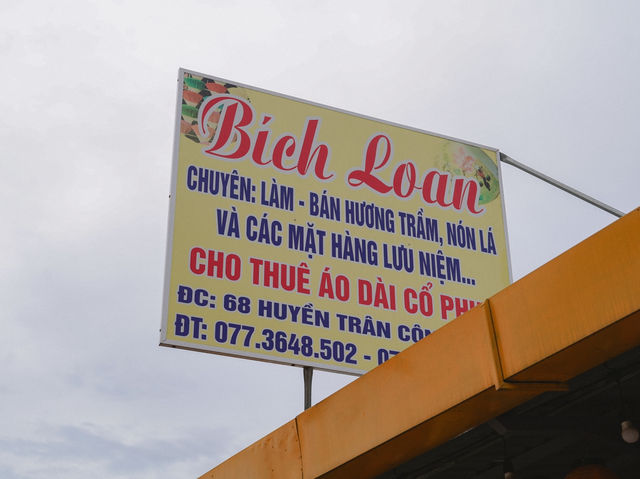 Bích Loan
CHUYÊN: LÀM - BÁN HƯƠNG TRẦM, NÓN LÁ
VÀ CÁC MẶT HÀNG LƯU NIỆM...
CHO THUÊ ÁO DÀI CỔ
ĐC: 68 HUYỀN TRÂN
ĐT: 077.3648.502 -